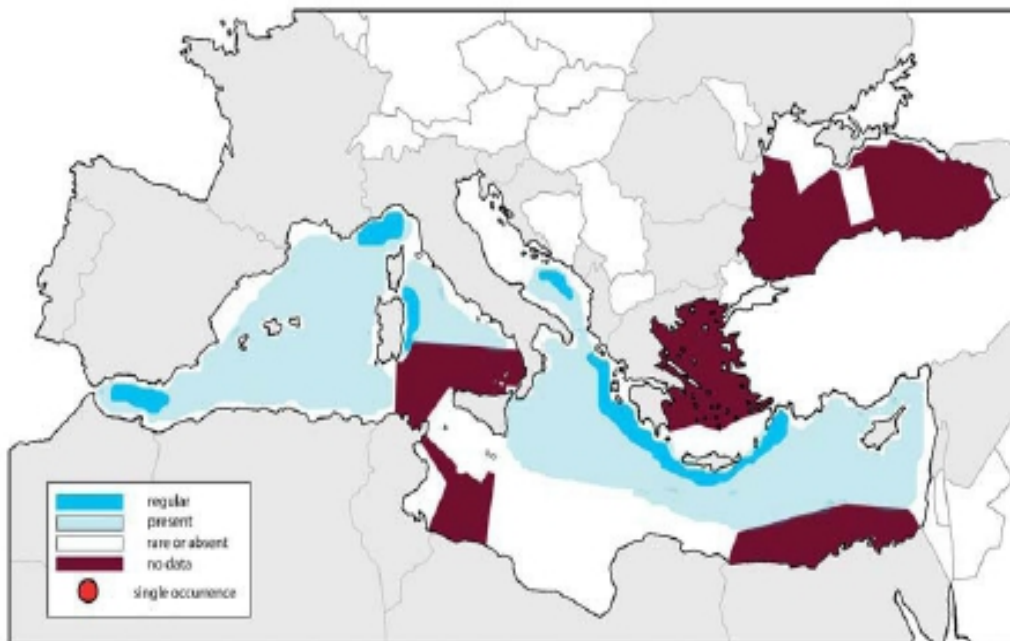 regular
present
rare or absent
no-data
single occurrence